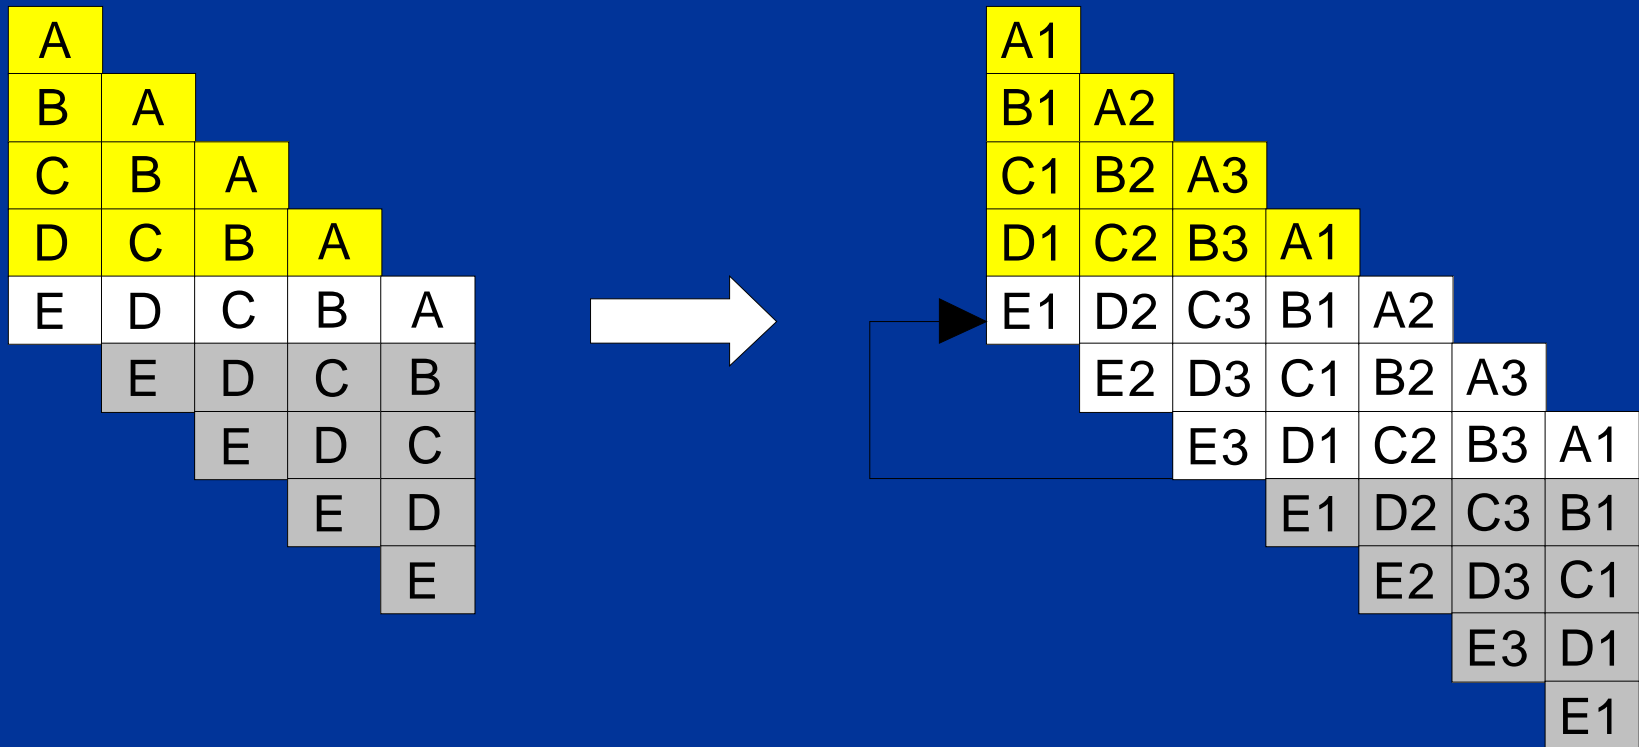 A
B A
C B A
D C B A
E D C B A
E D C B
E D C
E D
E
A1
B1 A2
C1 B2 A3
D1 C2 B3 A1
E1 D2 C3 B1 A2
E2 D3 C1 B2 A3
E3 D1 C2 B3 A1
E1 D2 C3 B1
E2 D3 C1
E3 D1
E1